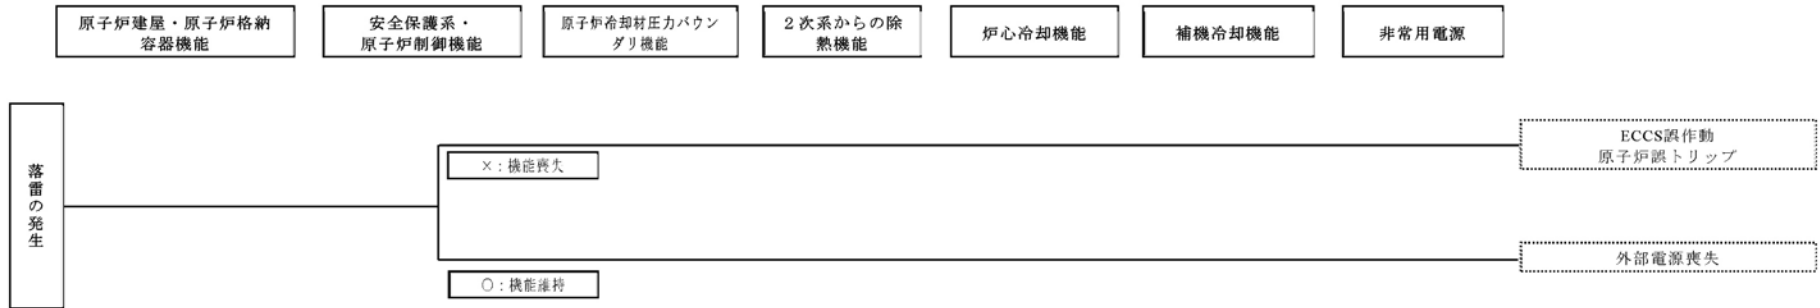 原子炉建屋・原子炉格納
容器機能
安全保護系・
原子炉制御機能
原子炉冷却材圧力バウン
ダリ機能
２次系からの除
熱機能
炉心冷却機能
補機冷却機能
非常用電源
落雷の発生
×：機能喪失
○：機能維持
ECCS誤作動
原子炉誤トリップ
外部電源喪失